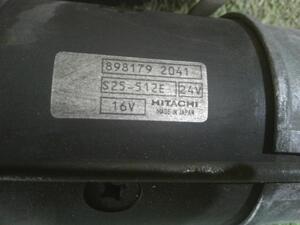 898179 2041
S25-512E 24V
16V HITACHI
MADE IN JAPAN